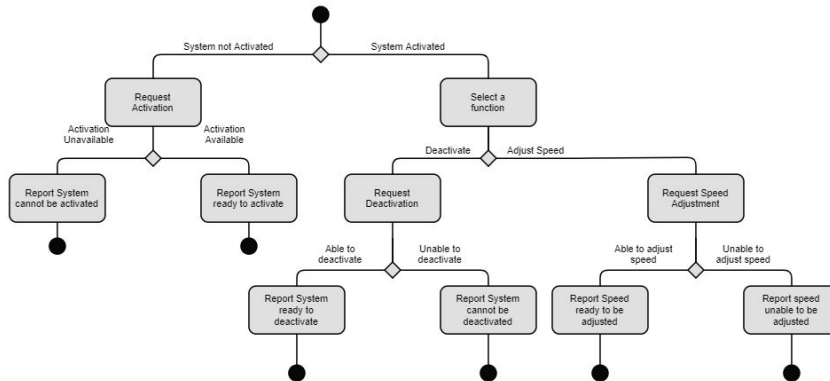 System not Activated
System Activated
Request
Activation
Select a
function
Activation
Unavailable
Activation
Available
Deactivate
Adjust Speed
Report System
cannot be activated
Report System
ready to activate
Request
Deactivation
Request Speed
Adjustment
Able to
deactivate
Unable to
deactivate
Able to adjust
speed
Unable to
adjust speed
Report System
ready to
deactivate
Report System
cannot be
deactivated
Report Speed
ready to be
adjusted
Report speed
unable to be
adjusted